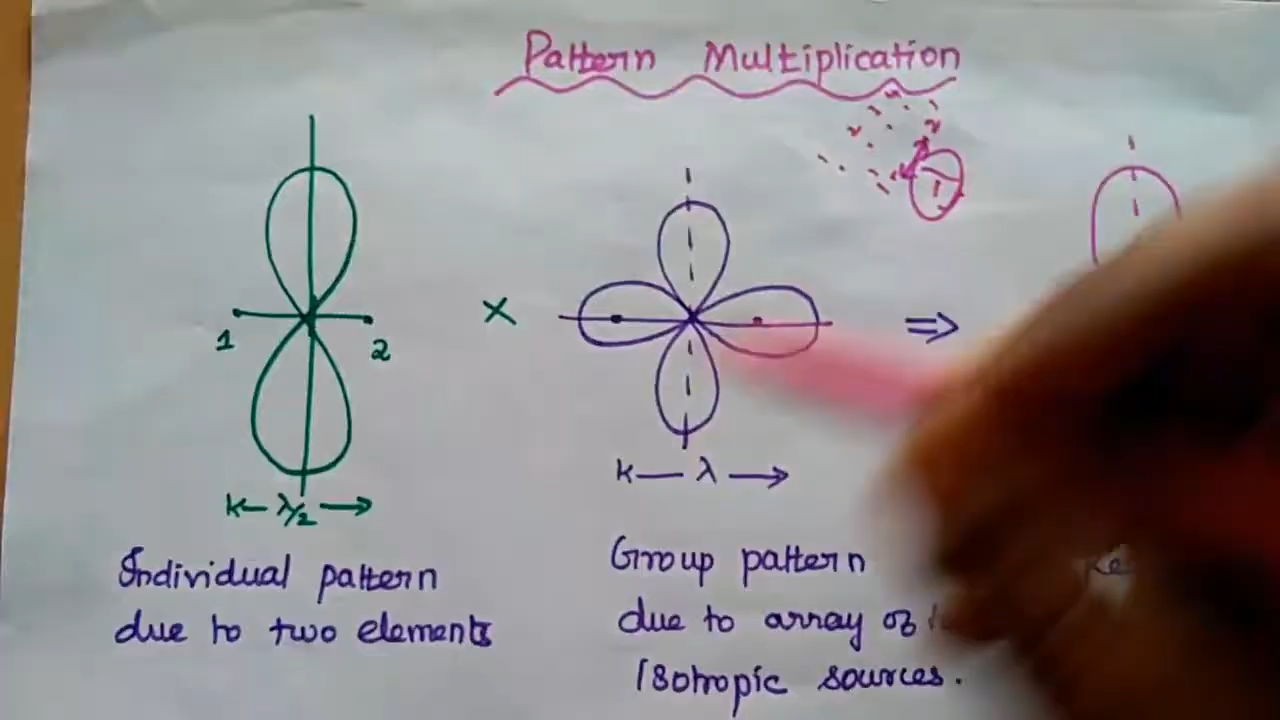 Pattern Multiplication
1
2
×
⇒
λ/2
λ
Individual pattern
due to two elements
Group pattern
due to array of
Isotropic sources.